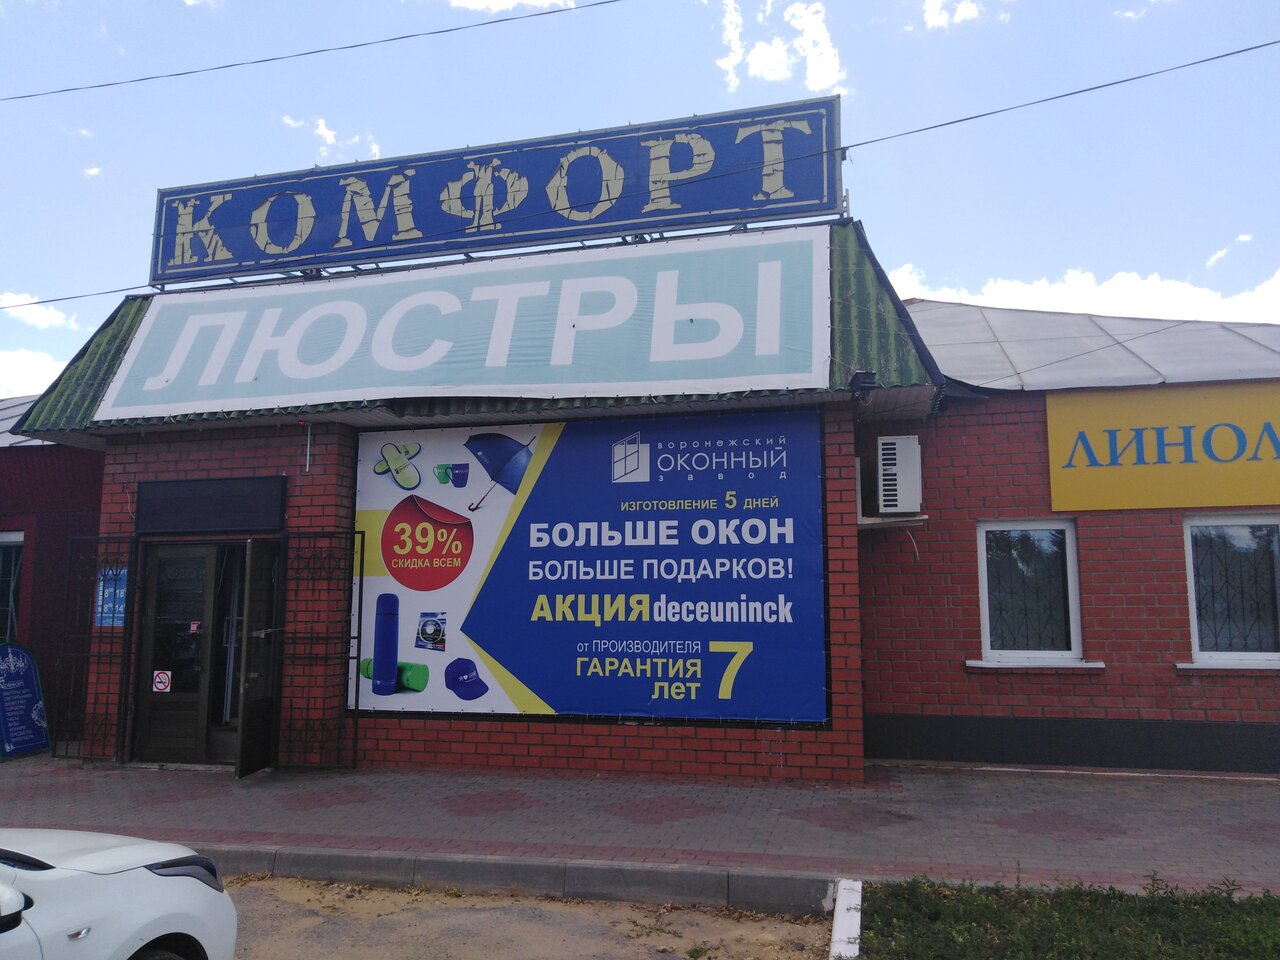 КОМФОРТ
ЛЮСТРЫ
ЛИНОЛ
воронежский
ОКОННЫЙ
завод
ИЗГОТОВЛЕНИЕ 5 ДНЕЙ
БОЛЬШЕ ОКОН
БОЛЬШЕ ПОДАРКОВ!
АКЦИЯ deceuninck
от ПРОИЗВОДИТЕЛЯ
ГАРАНТИЯ 7
лет
39%
СКИДКА ВСЕМ